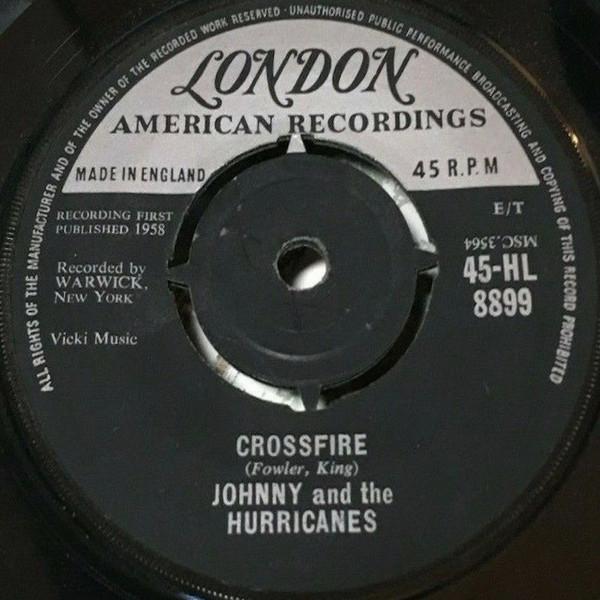 ALL RIGHTS OF THE MANUFACTURER AND OF THE OWNER OF THE RECORDED WORK RESERVED · UNAUTHORISED PUBLIC PERFORMANCE BROADCASTING AND COPYING OF THIS RECORD PROHIBITED
LONDON
AMERICAN RECORDINGS
MADE IN ENGLAND
45 R.P.M
RECORDING FIRST
PUBLISHED 1958
E/T
MSC.3564
Recorded by
WARWICK,
NEW YORK
45-HL
8899
Vicki Music
CROSSFIRE
(Fowler, King)
JOHNNY and the
HURRICANES